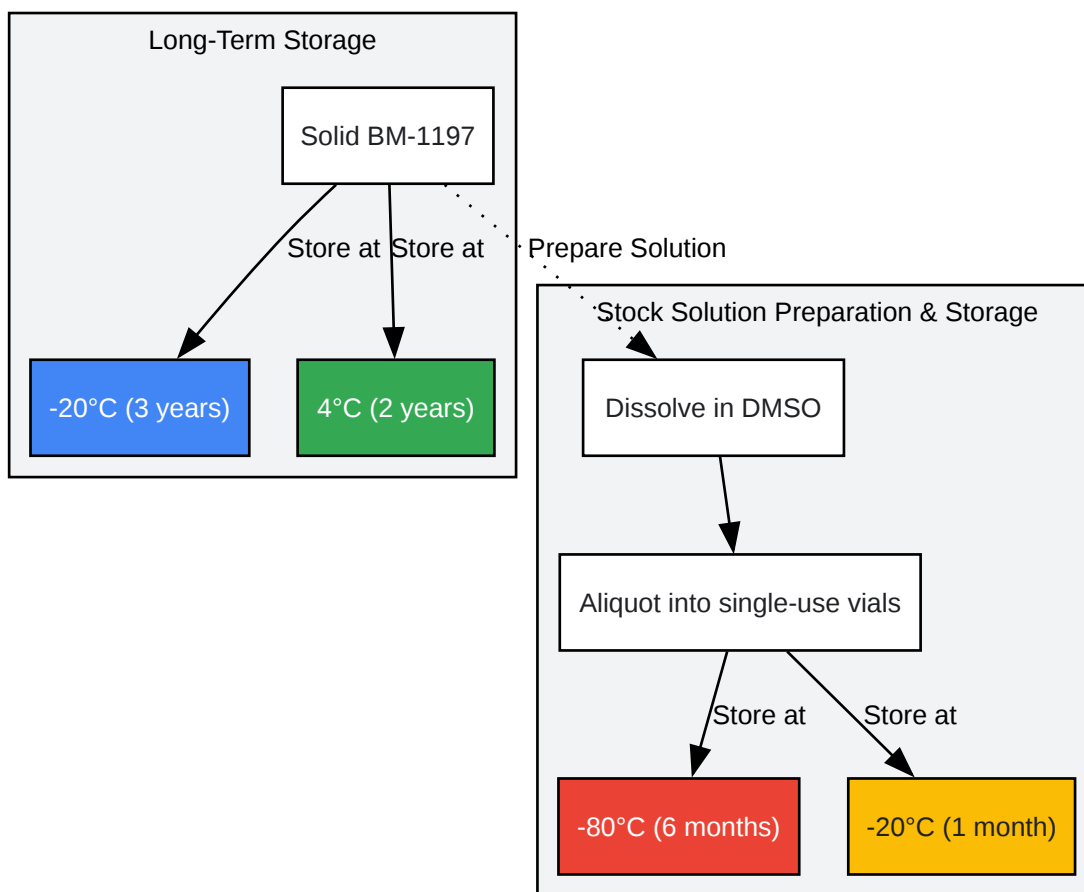 Long-Term Storage
Solid BM-1197
Store at
Store at
Prepare Solution
Stock Solution Preparation & Storage
-20°C (3 years)
4°C (2 years)
Dissolve in DMSO
Aliquot into single-use vials
Store at
Store at
-80°C (6 months)
-20°C (1 month)